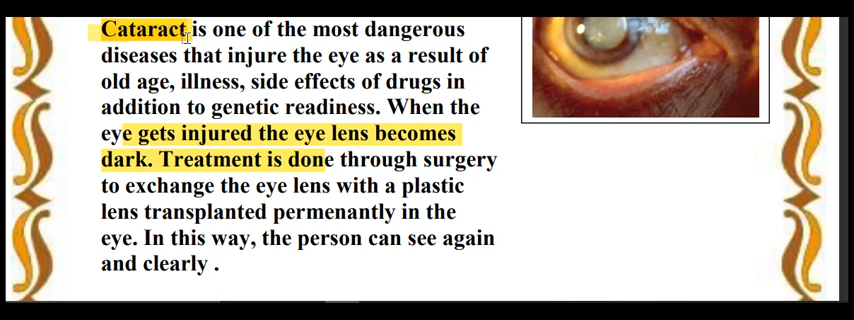 Cataract is one of the most dangerous
diseases that injure the eye as a result of
old age, illness, side effects of drugs in
addition to genetic readiness. When the
eye gets injured the eye lens becomes
dark. Treatment is done through surgery
to exchange the eye lens with a plastic
lens transplanted permenantly in the
eye. In this way, the person can see again
and clearly .